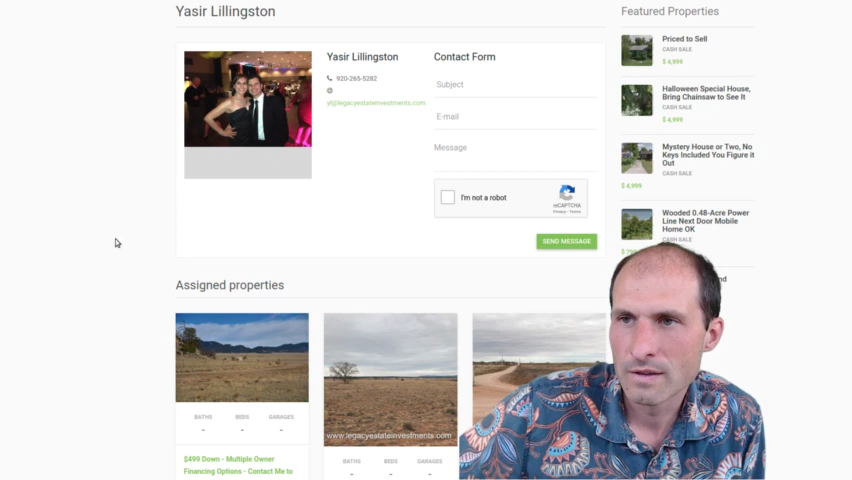 Yasir Lillingston
Featured Properties
Yasir Lillingston
920-265-5282
@
yl@legacyestateinvestments.com
Contact Form
Subject
E-mail
Message
I'm not a robot
reCAPTCHA
Privacy - Terms
SEND MESSAGE
Priced to Sell
CASH SALE
$ 4,999
Halloween Special House,
Bring Chainsaw to See It
CASH SALE
$ 4,999
Mystery House or Two, No
Keys Included You Figure it
Out
CASH SALE
$ 4,999
Wooded 0.48-Acre Power
Line Next Door Mobile
Home OK
CASH SALE
Assigned properties
BATHS BEDS GARAGES
- - -
$499 Down - Multiple Owner
Financing Options - Contact Me to
www.legacyestateinvestments.com
BATHS BEDS GARAGES
- - -